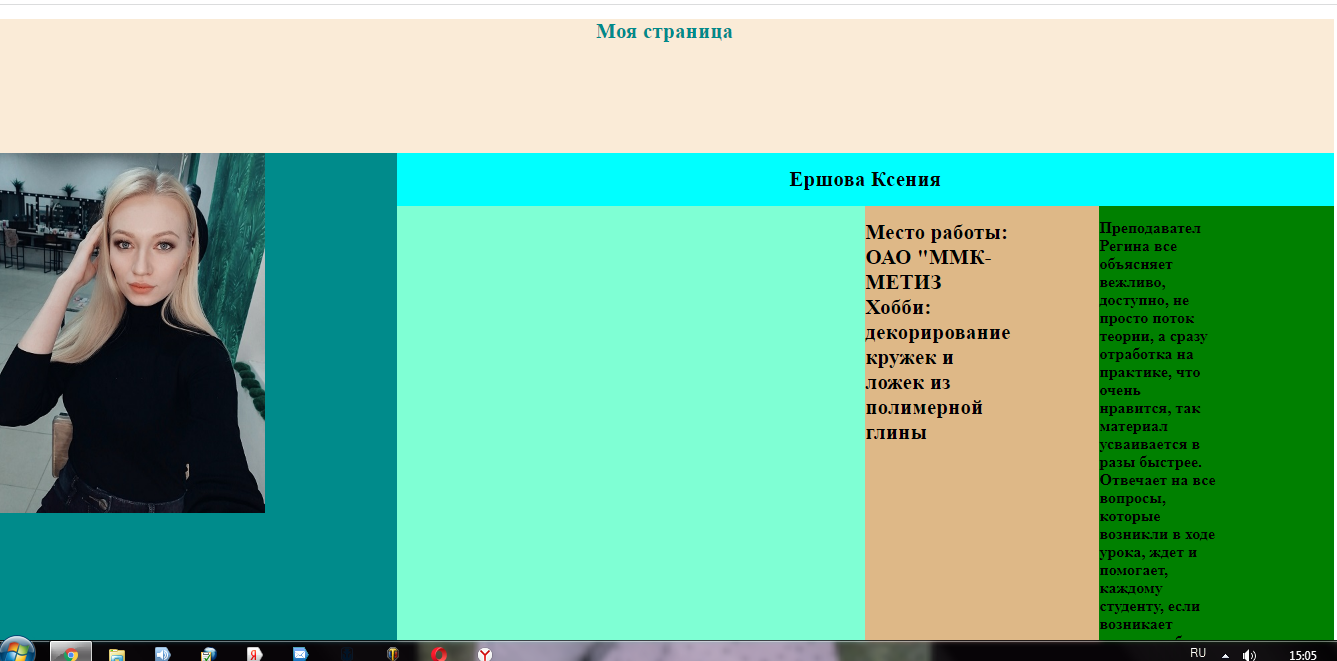 Моя страница
Ершова Ксения
Место работы:
ОАО "ММК-
МЕТИЗ
Хобби:
декорирование
кружек и
ложек из
полимерной
глины
Преподавател
Регина все
объясняет
вежливо,
доступно, не
просто поток
теории, а сразу
отработка на
практике, что
очень
нравится, так
материал
усваивается в
разы быстрее.
Отвечает на все
вопросы,
которые
возникли в ходе
урока, ждет и
помогает,
каждому
студенту, если
возникает
RU
15:05